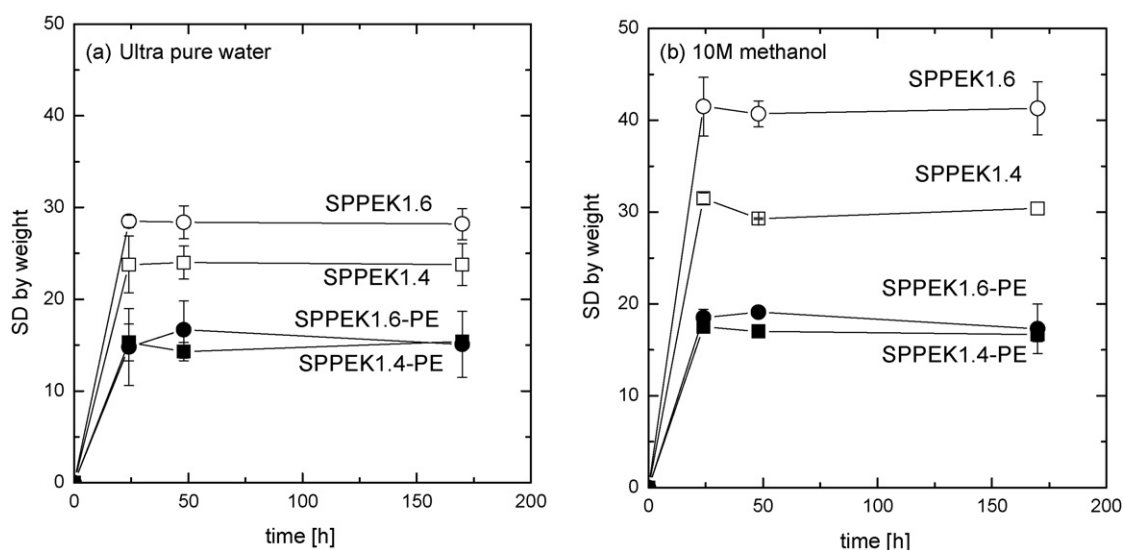 (a) Ultra pure water
SD by weight
50
40
30
20
10
0
SPPEK1.6
SPPEK1.4
SPPEK1.6-PE
SPPEK1.4-PE
0
50
100
150
200
time [h]
(b) 10M methanol
SD by weight
50
40
30
20
10
0
SPPEK1.6
SPPEK1.4
SPPEK1.6-PE
SPPEK1.4-PE
0
50
100
150
200
time [h]